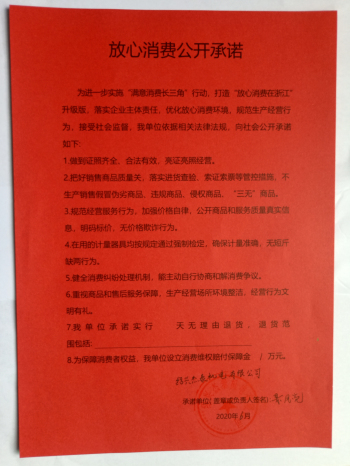 放心消费公开承诺
为进一步实施“满意消费长三角”行动，打造“放心消费在浙江”
升级版，落实企业主体责任，优化放心消费环境，规范生产经营行
为，接受社会监督，我单位依据相关法律法规，向社会公开承诺
如下：
1.做到证照齐全、合法有效，亮证亮照经营。
2.把好销售商品质量关，落实进货查验、索证索票等管控措施，不
生产销售假冒伪劣商品、违规商品、侵权商品、“三无”商品。
3.规范经营服务行为，加强价格自律，公开商品和服务质量真实信
息，明码标价，无价格欺诈行为。
4.在用的计量器具均按规定通过强制检定，确保计量准确，无短斤
缺两行为。
5.健全消费纠纷处理机制，能主动自行协商和解消费争议。
6.重视商品和售后服务保障，生产经营场所环境整洁，经营行为文
明有礼。
7.我单位承诺实行 天无理由退货，退货范
围包括：
8.为保障消费者权益，我单位设立消费维权赔付保障金 / 万元。
有限公司
承诺单位（盖章或负责人签名）
2020年8月